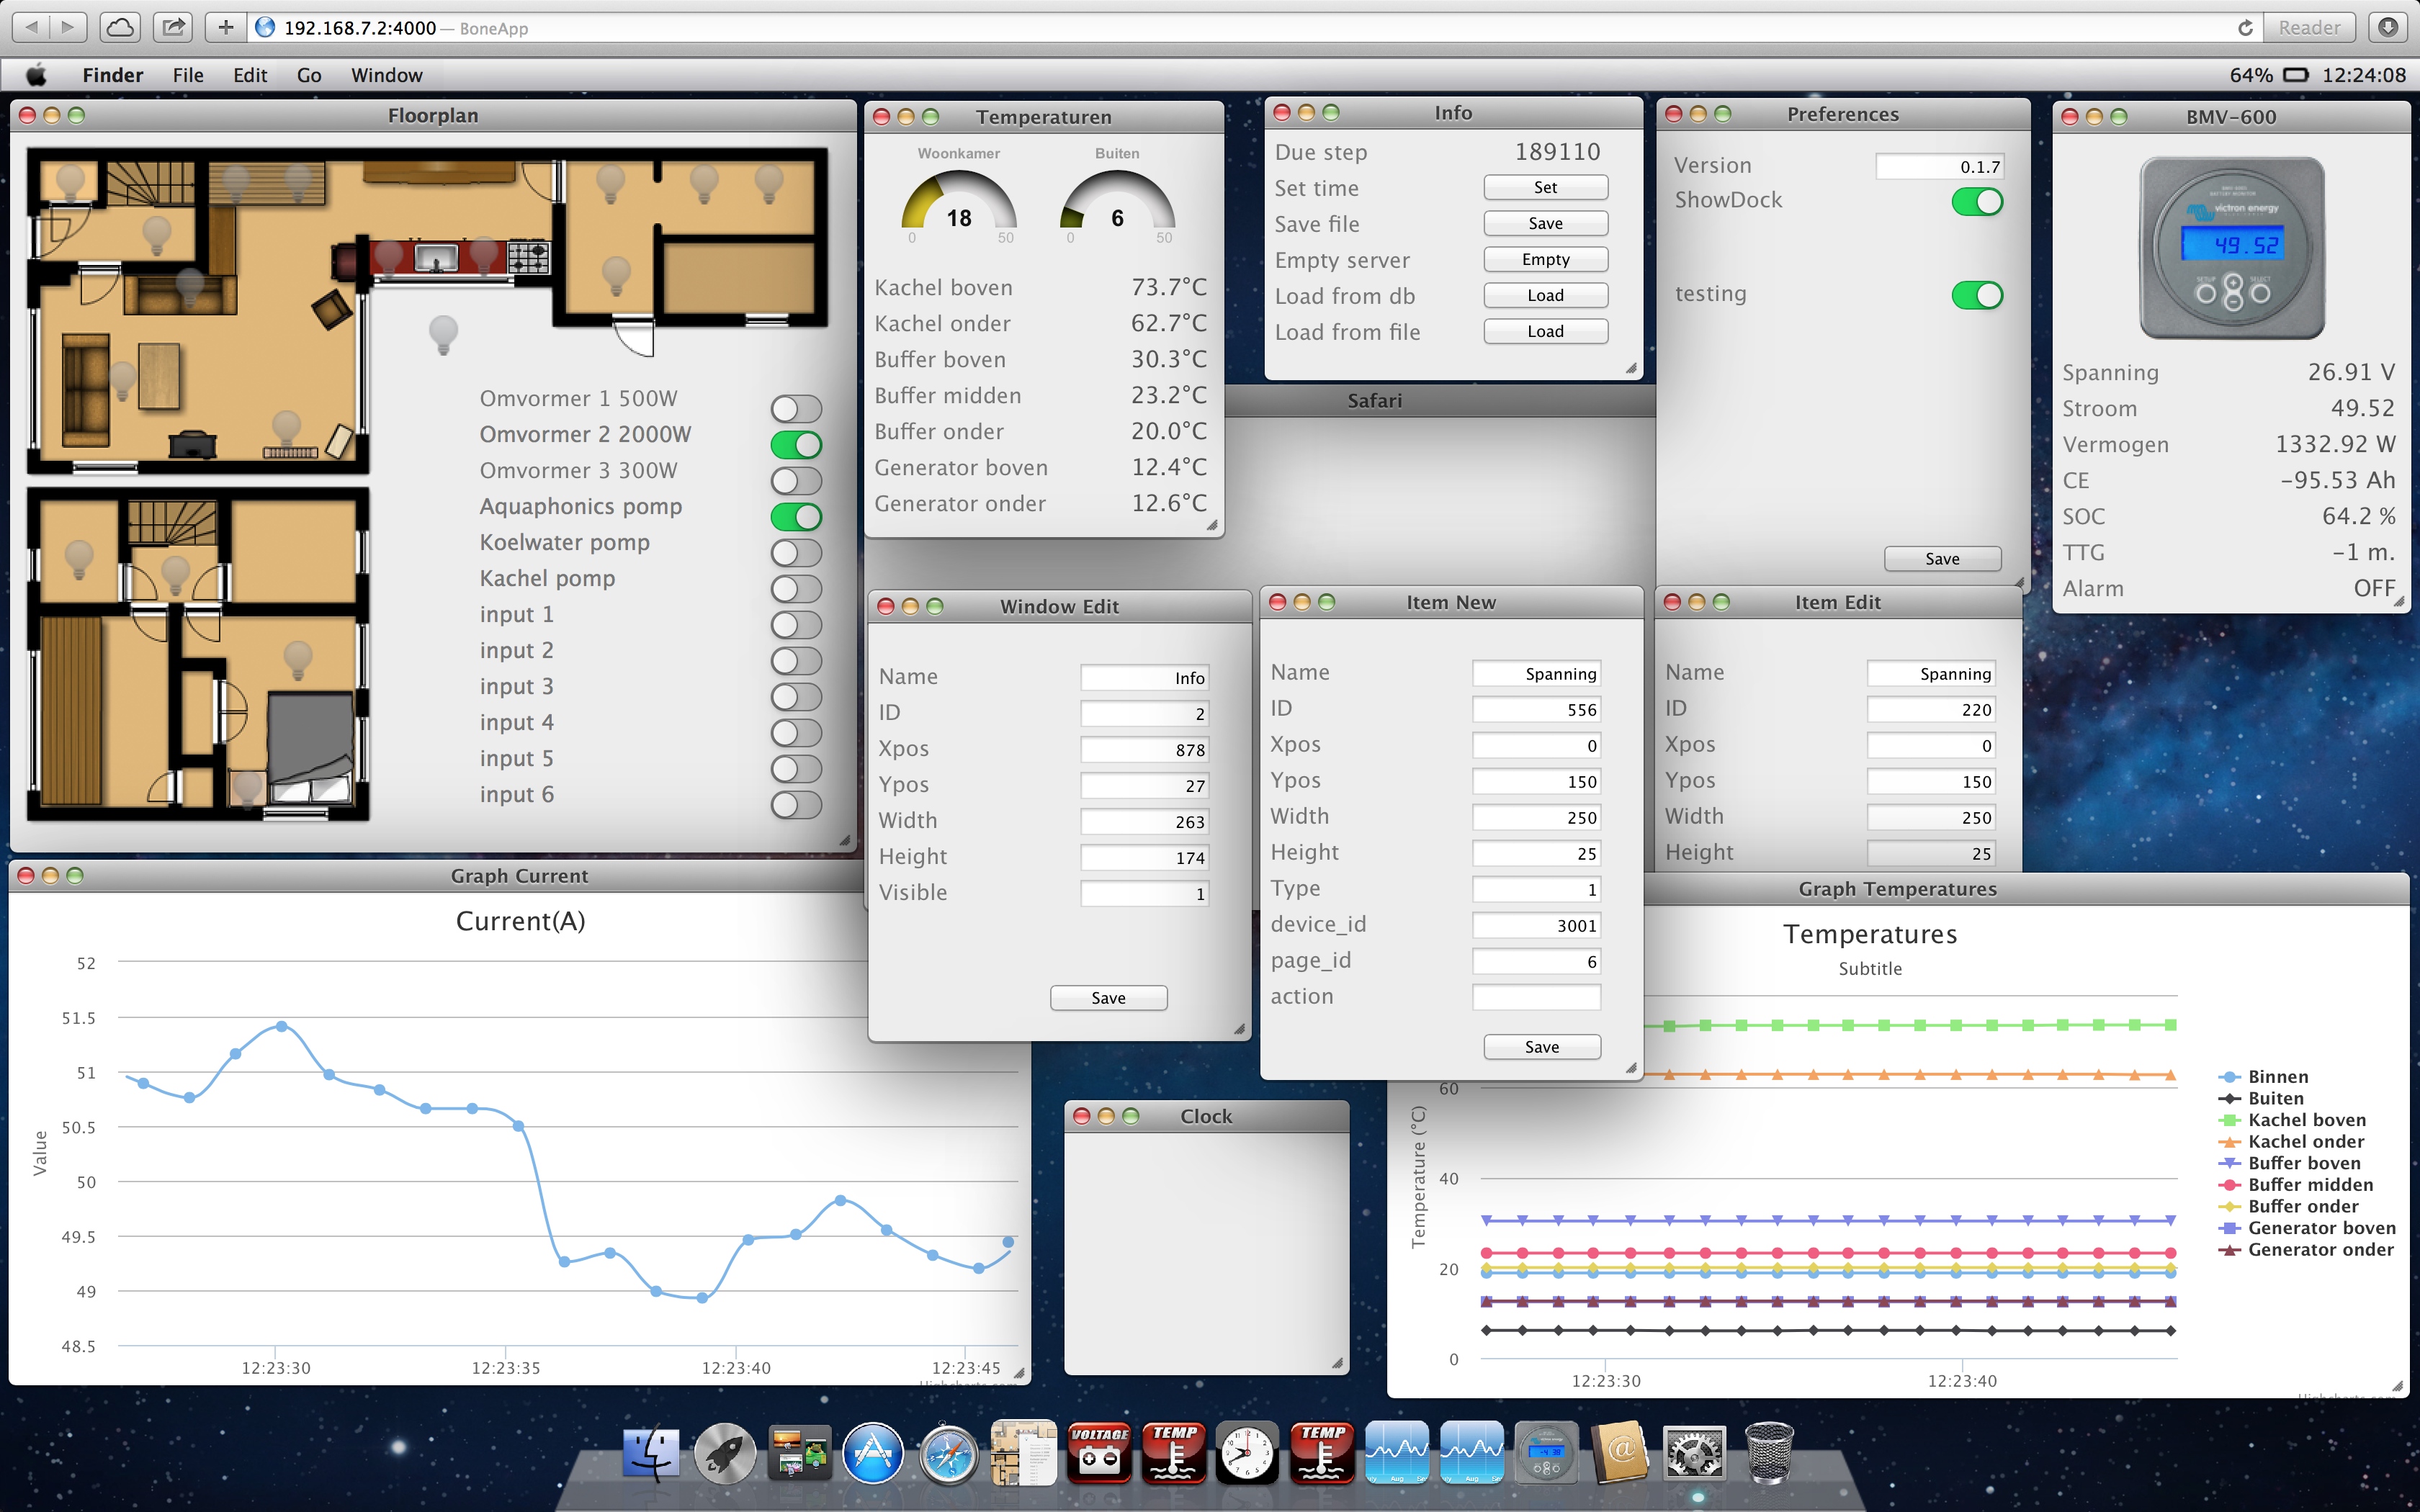 192.168.7.2:4000 — BoneApp
Reader
Finder File Edit Go Window
64% 12:24:08
Floorplan
Omvormer 1 500W
Omvormer 2 2000W
Omvormer 3 300W
Aquaphonics pomp
Koelwater pomp
Kachel pomp
input 1
input 2
input 3
input 4
input 5
input 6
Temperaturen
Woonkamer Buiten
18 6
0 50 0 50
Kachel boven 73.7°C
Kachel onder 62.7°C
Buffer boven 30.3°C
Buffer midden 23.2°C
Buffer onder 20.0°C
Generator boven 12.4°C
Generator onder 12.6°C
Info
Due step 189110
Set time Set
Save file Save
Empty server Empty
Load from db Load
Load from file Load
Safari
Preferences
Version 0.1.7
ShowDock
testing
Save
BMV-600
victron energy
49.52
SETUP SELECT
Spanning 26.91 V
Stroom 49.52
Vermogen 1332.92 W
CE -95.53 Ah
SOC 64.2 %
TTG -1 m.
Alarm OFF
Window Edit
Name Info
ID 2
Xpos 878
Ypos 27
Width 263
Height 174
Visible 1
Save
Item New
Name Spanning
ID 556
Xpos 0
Ypos 150
Width 250
Height 25
Type 1
device_id 3001
page_id 6
action
Save
Item Edit
Name Spanning
ID 220
Xpos 0
Ypos 150
Width 250
Height 25
Graph Current
Current(A)
Value
52
51.5
51
50.5
50
49.5
49
48.5
12:23:30 12:23:35 12:23:40 12:23:45
Clock
Graph Temperatures
Temperatures
Subtitle
Temperature (°C)
60
40
20
0
12:23:30 12:23:40
Binnen
Buiten
Kachel boven
Kachel onder
Buffer boven
Buffer midden
Buffer onder
Generator boven
Generator onder
VOLTAGE
TEMP
TEMP